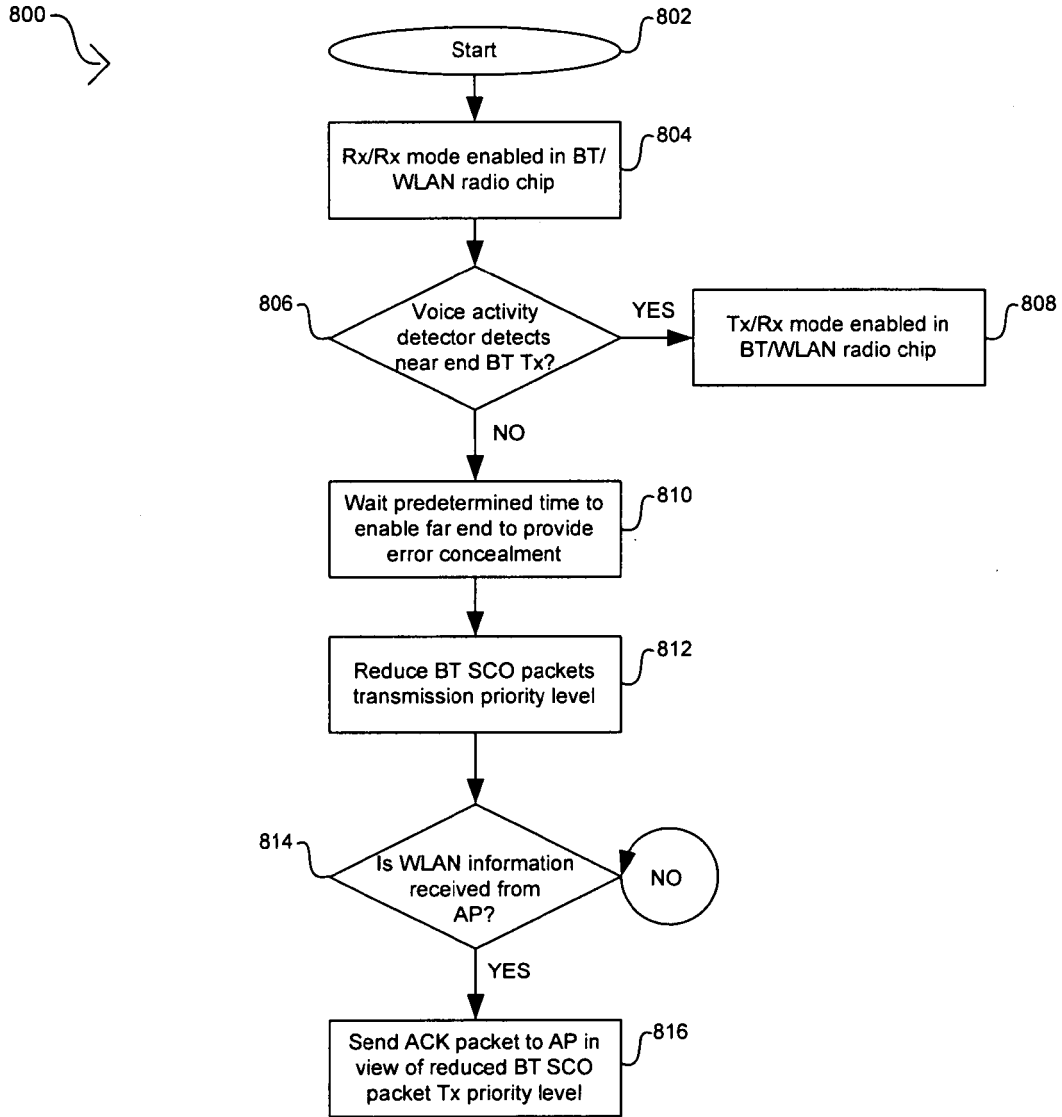 800
802
Start
804
Rx/Rx mode enabled in BT/
WLAN radio chip
806
Voice activity
detector detects
near end BT Tx?
YES
808
Tx/Rx mode enabled in
BT/WLAN radio chip
NO
810
Wait predetermined time to
enable far end to provide
error concealment
812
Reduce BT SCO packets
transmission priority level
814
Is WLAN information
received from
AP?
NO
YES
816
Send ACK packet to AP in
view of reduced BT SCO
packet Tx priority level